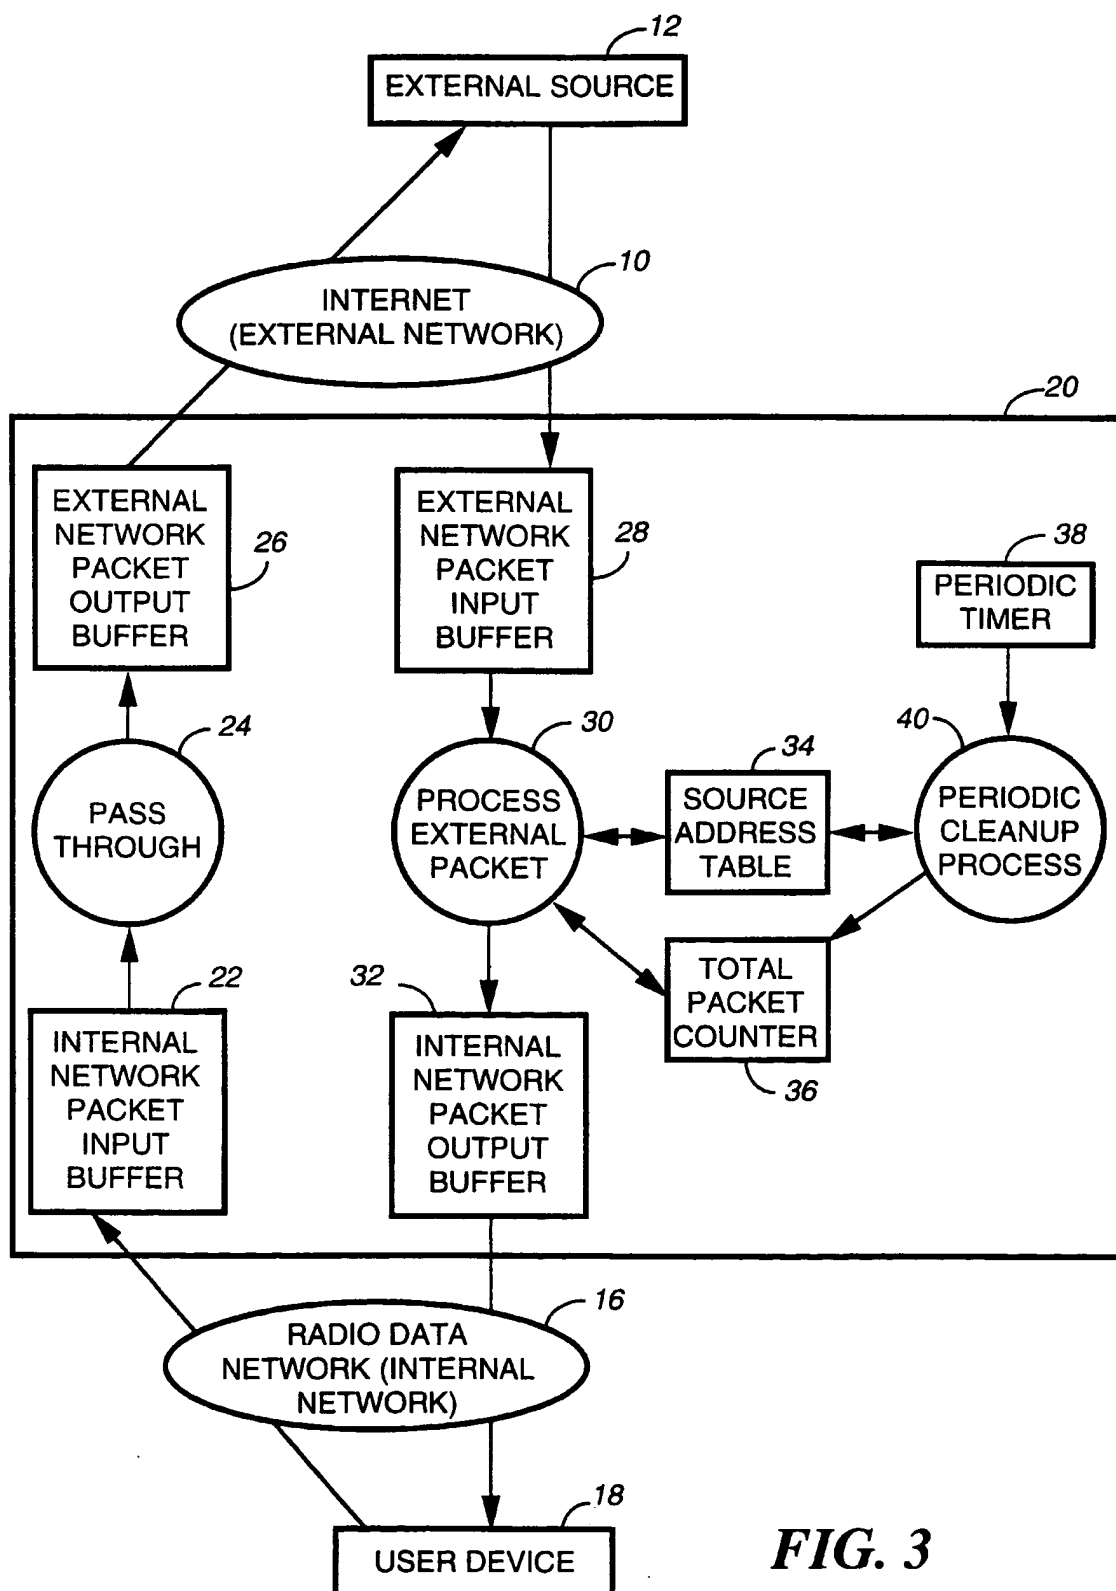 12
EXTERNAL SOURCE
10
INTERNET
(EXTERNAL NETWORK)
20
EXTERNAL
NETWORK
PACKET
OUTPUT
BUFFER
26
EXTERNAL
NETWORK
PACKET
INPUT
BUFFER
28
38
PERIODIC
TIMER
24
PASS
THROUGH
30
PROCESS
EXTERNAL
PACKET
34
SOURCE
ADDRESS
TABLE
40
PERIODIC
CLEANUP
PROCESS
22
INTERNAL
NETWORK
PACKET
INPUT
BUFFER
32
INTERNAL
NETWORK
PACKET
OUTPUT
BUFFER
TOTAL
PACKET
COUNTER
36
16
RADIO DATA
NETWORK (INTERNAL
NETWORK)
18
USER DEVICE
FIG. 3